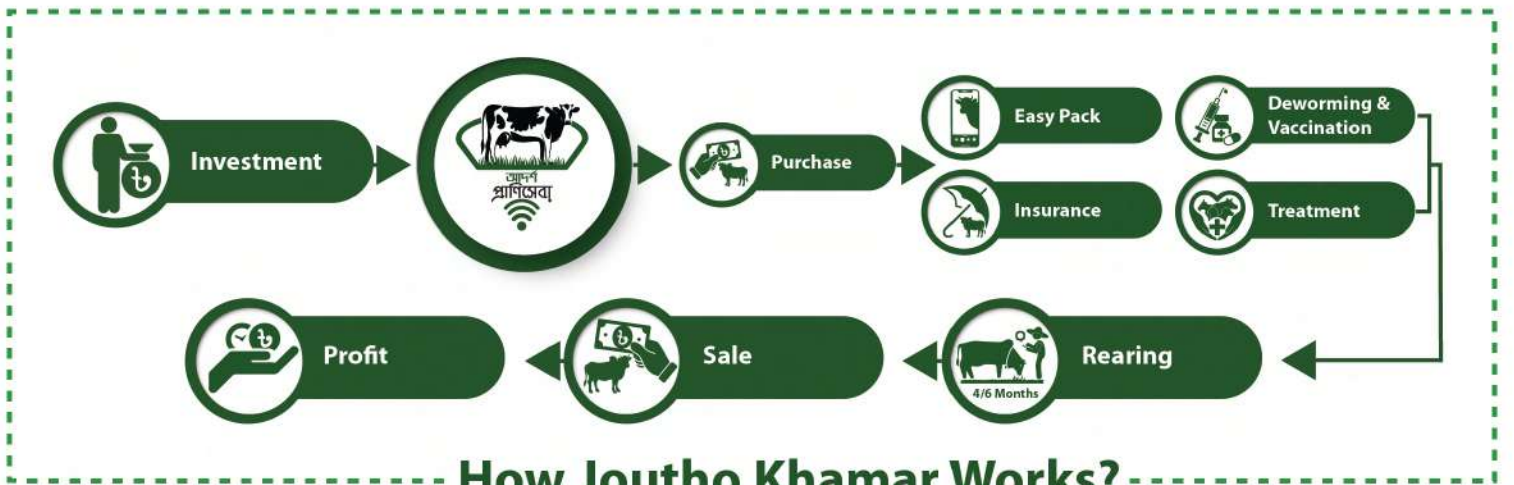 Investment
আদর্শ
প্রাণিসেবা
Purchase
Easy Pack
Deworming &
Vaccination
Insurance
Treatment
Rearing
4/6 Months
Sale
৳
Profit
৳
৳
How Joutho Khamar Works?